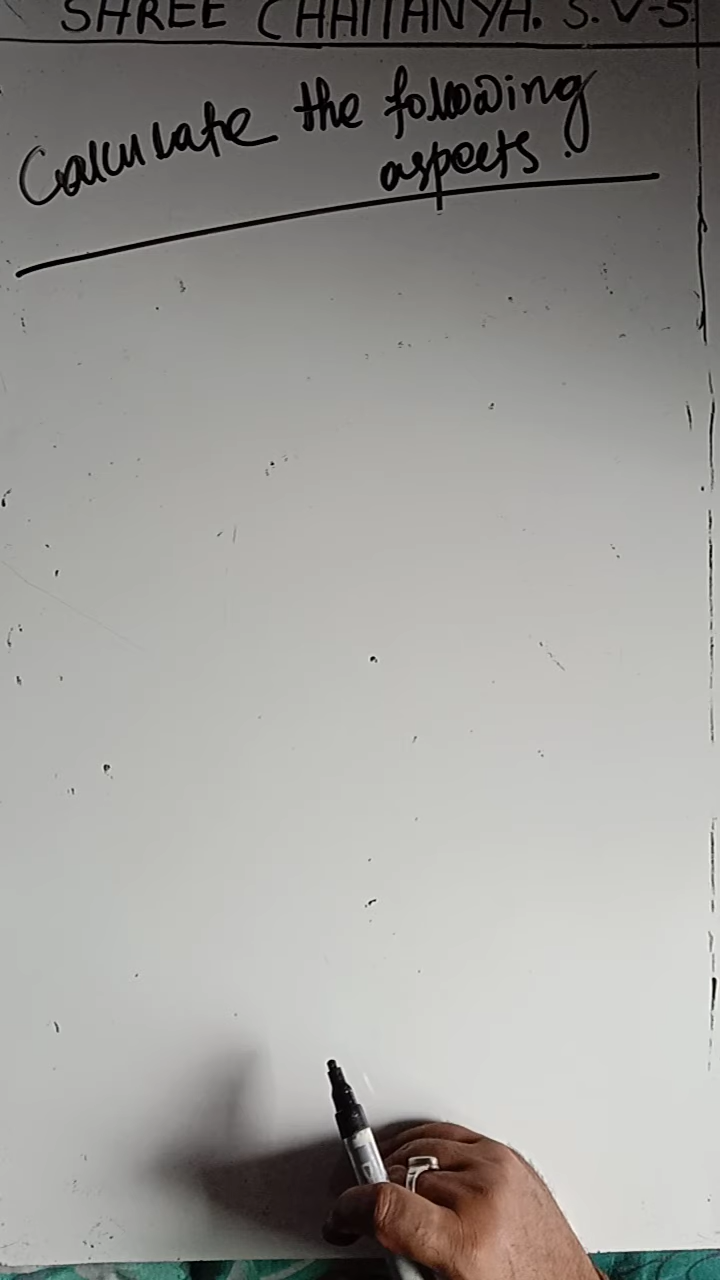 SHREE CHAITANYA. S. V-5
Calculate the following
aspects.